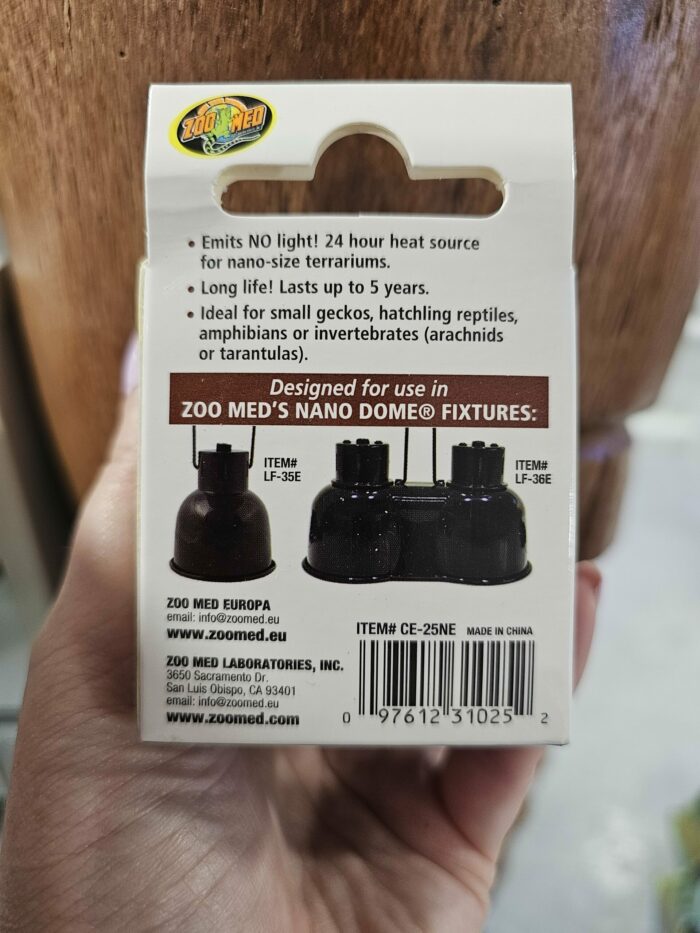 ZOO MED
• Emits NO light! 24 hour heat source
for nano-size terrariums.
• Long life! Lasts up to 5 years.
• Ideal for small geckos, hatchling reptiles,
amphibians or invertebrates (arachnids
or tarantulas).
Designed for use in
ZOO MED'S NANO DOME® FIXTURES:
ITEM#
LF-35E
ITEM#
LF-36E
ZOO MED EUROPA
email: info@zoomed.eu
www.zoomed.eu
ZOO MED LABORATORIES, INC.
3650 Sacramento Dr.
San Luis Obispo, CA 93401
email: info@zoomed.eu
www.zoomed.com
ITEM# CE-25NE MADE IN CHINA
0 97612 31025 2